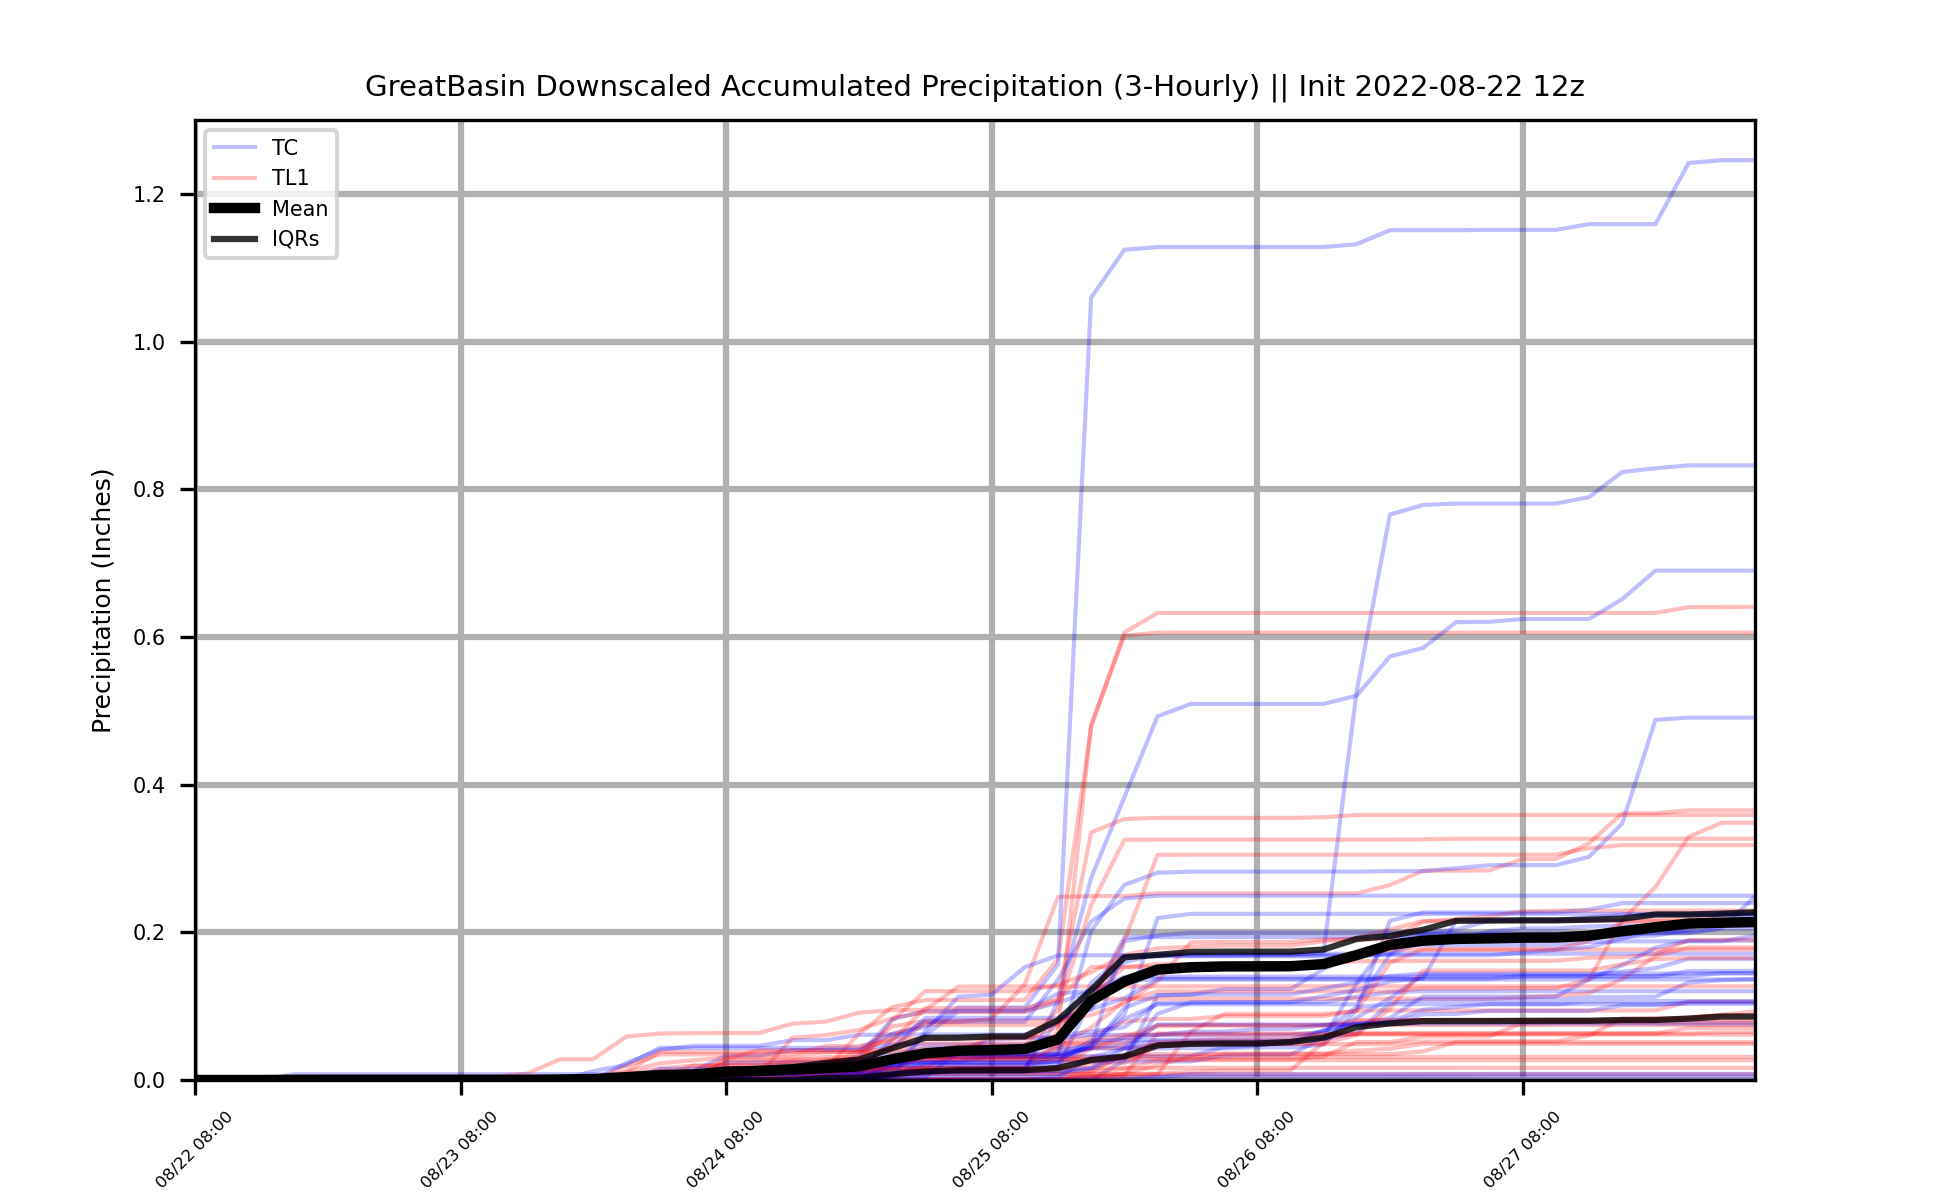 GreatBasin Downscaled Accumulated Precipitation (3-Hourly) || Init 2022-08-22 12z
TC
TL1
Mean
IQRs
Precipitation (Inches)
1.2
1.0
0.8
0.6
0.4
0.2
0.0
08/22 08:00
08/23 08:00
08/24 08:00
08/25 08:00
08/26 08:00
08/27 08:00